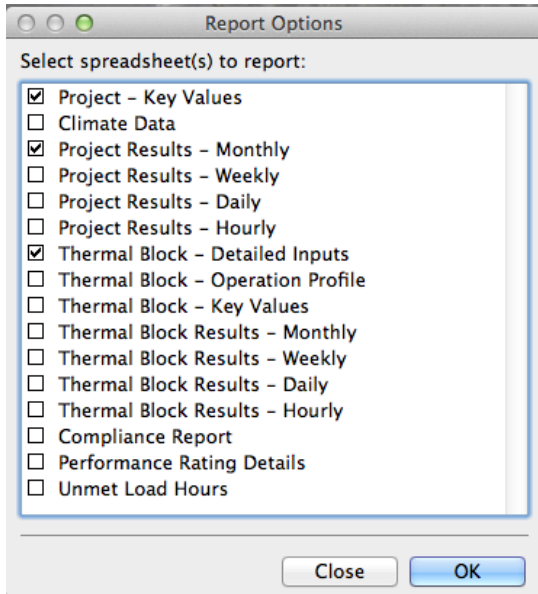 Report Options
Select spreadsheet(s) to report:
Project – Key Values
Climate Data
Project Results – Monthly
Project Results – Weekly
Project Results – Daily
Project Results – Hourly
Thermal Block – Detailed Inputs
Thermal Block – Operation Profile
Thermal Block – Key Values
Thermal Block Results – Monthly
Thermal Block Results – Weekly
Thermal Block Results – Daily
Thermal Block Results – Hourly
Compliance Report
Performance Rating Details
Unmet Load Hours
Close OK